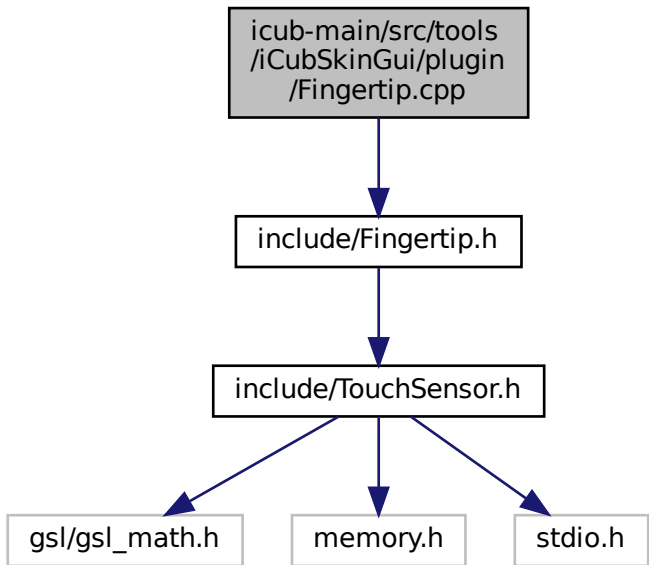 icub-main/src/tools
/iCubSkinGui/plugin
/Fingertip.cpp
include/Fingertip.h
include/TouchSensor.h
gsl/gsl_math.h
memory.h
stdio.h